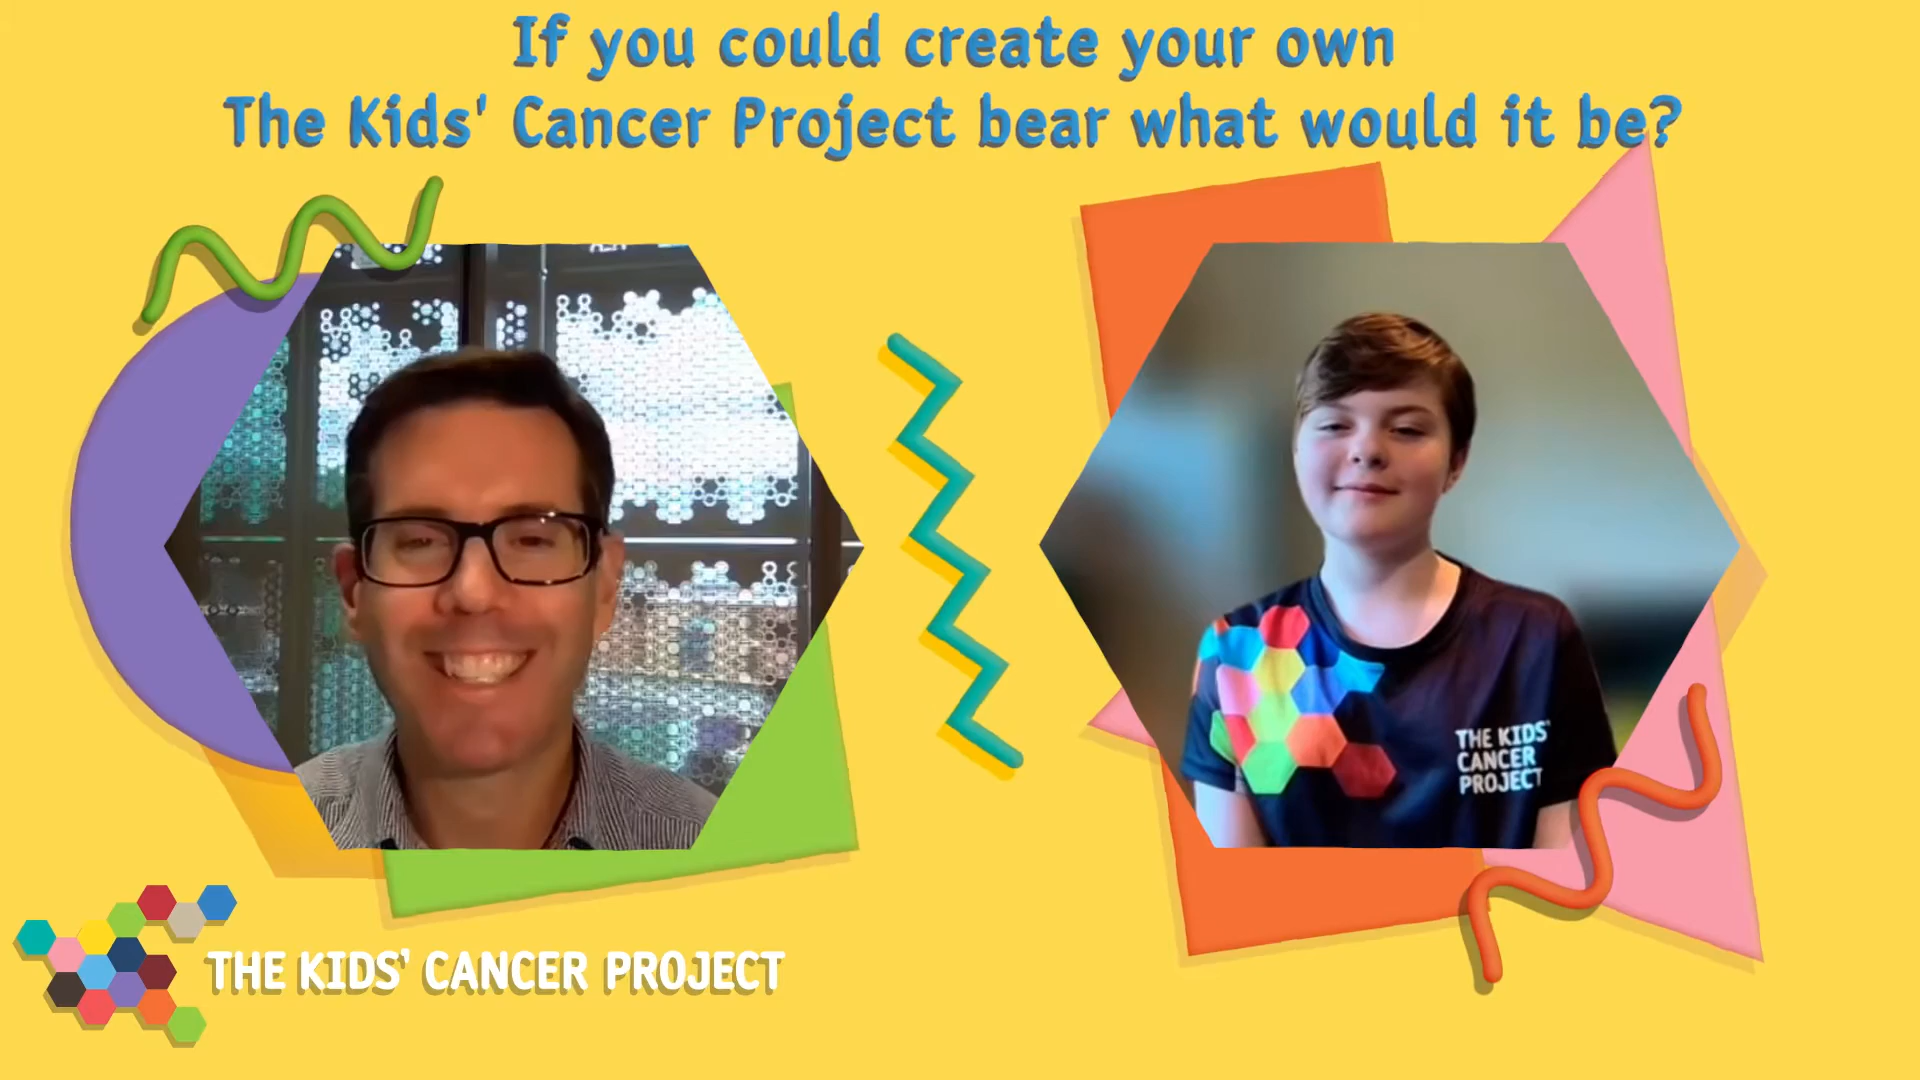 If you could create your own
The Kids' Cancer Project bear what would it be?
THE KIDS'
CANCER
PROJECT
THE KIDS' CANCER PROJECT